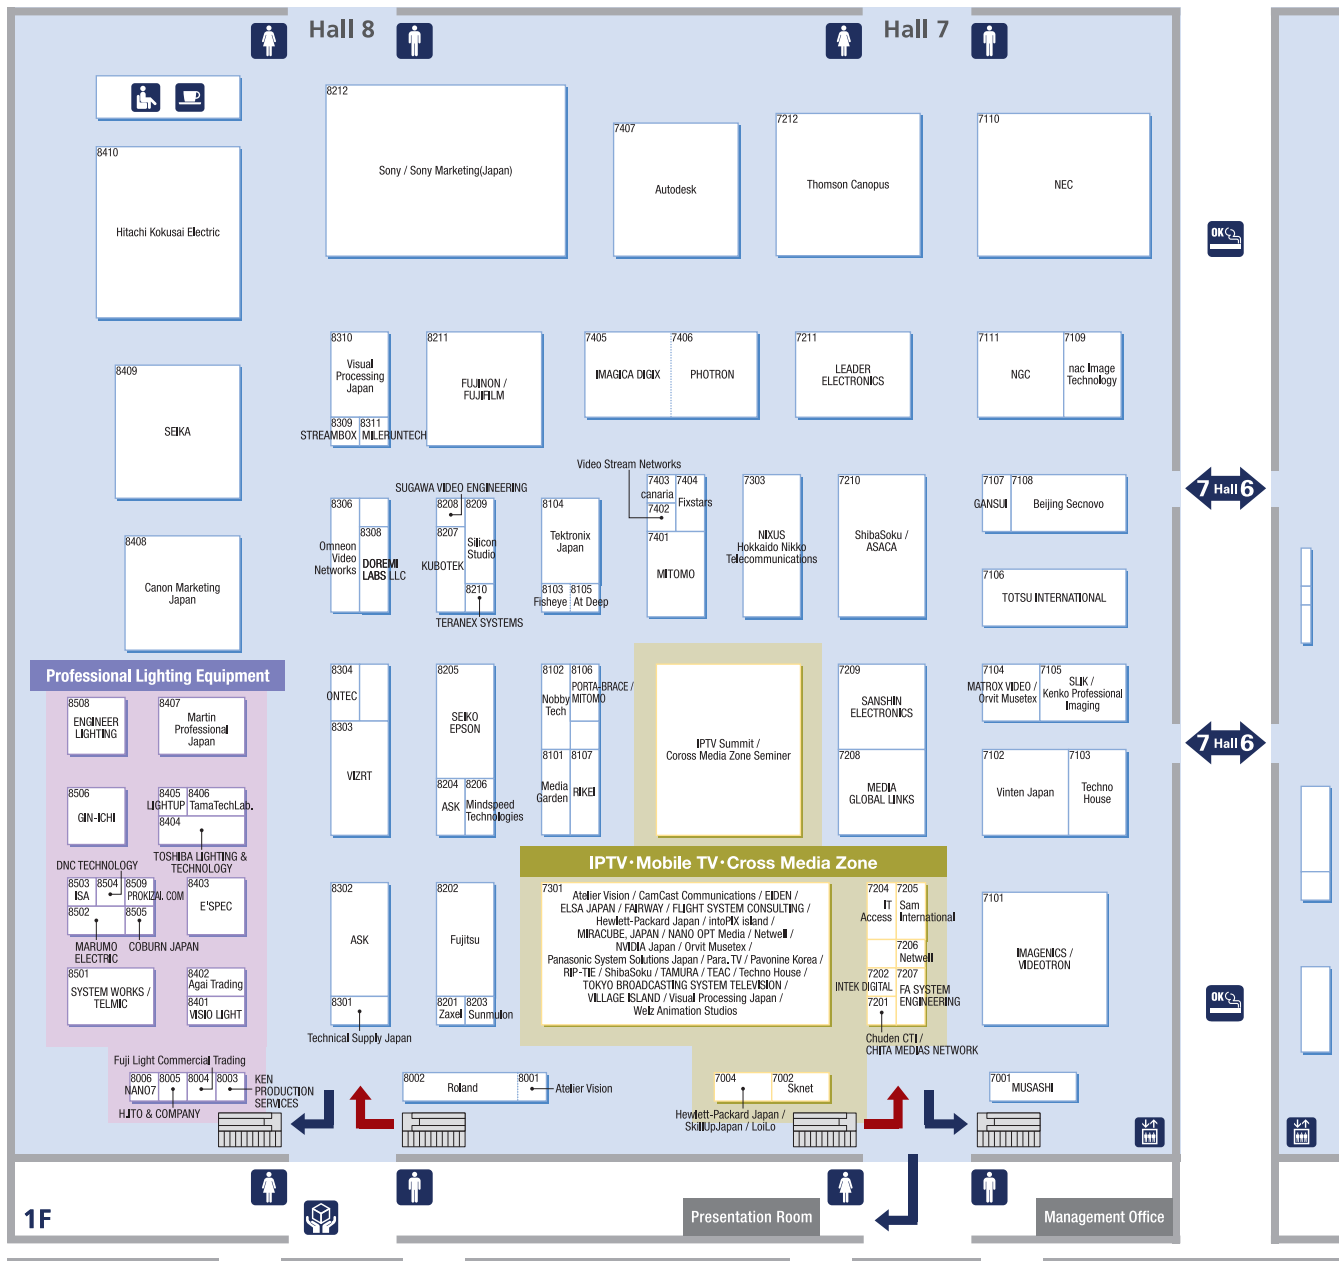 Hall 8
Hall 7
8212
Sony / Sony Marketing(Japan)
7407
Autodesk
7212
Thomson Canopus
7110
NEC
8410
Hitachi Kokusai Electric
OK
8310
Visual
Processing
Japan
8309
STREAMBOX
8311
MILERUNTECH
8211
FUJINON /
FUJIFILM
7405
IMAGICA DIGIX
7406
PHOTRON
7211
LEADER
ELECTRONICS
7111
NGC
7109
nac Image
Technology
8409
SEIKA
SUGAWA VIDEO ENGINEERING
Video Stream Networks
8306
Omneon
Video
Networks
8308
DOREMI
LABS LLC
8208
8209
Silicon
Studio
8207
KUBOTEK
8210
TERANEX SYSTEMS
8104
Tektronix
Japan
8103
Fisheye
8105
At Deep
7403
canaria
7404
Fixstars
7402
7401
MITOMO
7303
NIXUS
Hokkaido Nikko
Telecommunications
7210
ShibaSoku /
ASACA
7107
GANSUI
7108
Beijing Secnovo
7 Hall 6
7106
TOTSU INTERNATIONAL
8408
Canon Marketing
Japan
Professional Lighting Equipment
8508
ENGINEER
LIGHTING
8407
Martin
Professional
Japan
8304
ONTEC
8303
VIZRT
8205
SEIKO
EPSON
8204
ASK
8206
Mindspeed
Technologies
8102
Nobby
Tech
8106
PORTA-BRACE /
MITOMO
8101
Media
Garden
8107
RIKEI
IPTV Summit /
Coross Media Zone Seminer
7209
SANSHIN
ELECTRONICS
7208
MEDIA
GLOBAL LINKS
7104
MATROX VIDEO /
Orvit Musetex
7105
SLIK /
Kenko Professional
Imaging
7102
Vinten Japan
7103
Techno
House
7 Hall 6
8506
GIN-ICHI
8405
LIGHTUP
8406
TamaTechLab.
8404
TOSHIBA LIGHTING &
TECHNOLOGY
DNC TECHNOLOGY
8503
ISA
8504
8509
PROKIZAI. COM
8403
E'SPEC
8502
MARUMO
ELECTRIC
8505
COBURN JAPAN
8501
SYSTEM WORKS /
TELMIC
8402
Agai Trading
8401
VISIO LIGHT
8302
ASK
8301
Technical Supply Japan
8202
Fujitsu
8201
Zaxel
8203
Sunmulon
IPTV・Mobile TV・Cross Media Zone
7301
Atelier Vision / CamCast Communications / EIDEN /
ELSA JAPAN / FAIRWAY / FLIGHT SYSTEM CONSULTING /
Hewlett-Packard Japan / intoPIX island /
MIRACUBE, JAPAN / NANO OPT Media / Netwell /
NVIDIA Japan / Orvit Musetex /
Panasonic System Solutions Japan / Para. TV / Pavonine Korea /
RIP-TIE / ShibaSoku / TAMURA / TEAC / Techno House /
TOKYO BROADCASTING SYSTEM TELEVISION /
VILLAGE ISLAND / Visual Processing Japan /
Welz Animation Studios
7204
IT
Access
7205
Sam
International
7206
Netwell
7202
INTEK DIGITAL
7207
FA SYSTEM
ENGINEERING
7201
Chuden CTI /
CHITA MEDIAS NETWORK
7101
IMAGENICS /
VIDEOTRON
OK
Fuji Light Commercial Trading
8006
NANO7
8005
8004
8003
KEN
PRODUCTION
SERVICES
H.ITO & COMPANY
8002
Roland
8001
Atelier Vision
7004
7002
Sknet
Hewlett-Packard Japan /
SkillUpJapan / LoiLo
7001
MUSASHI
1F
Presentation Room
Management Office